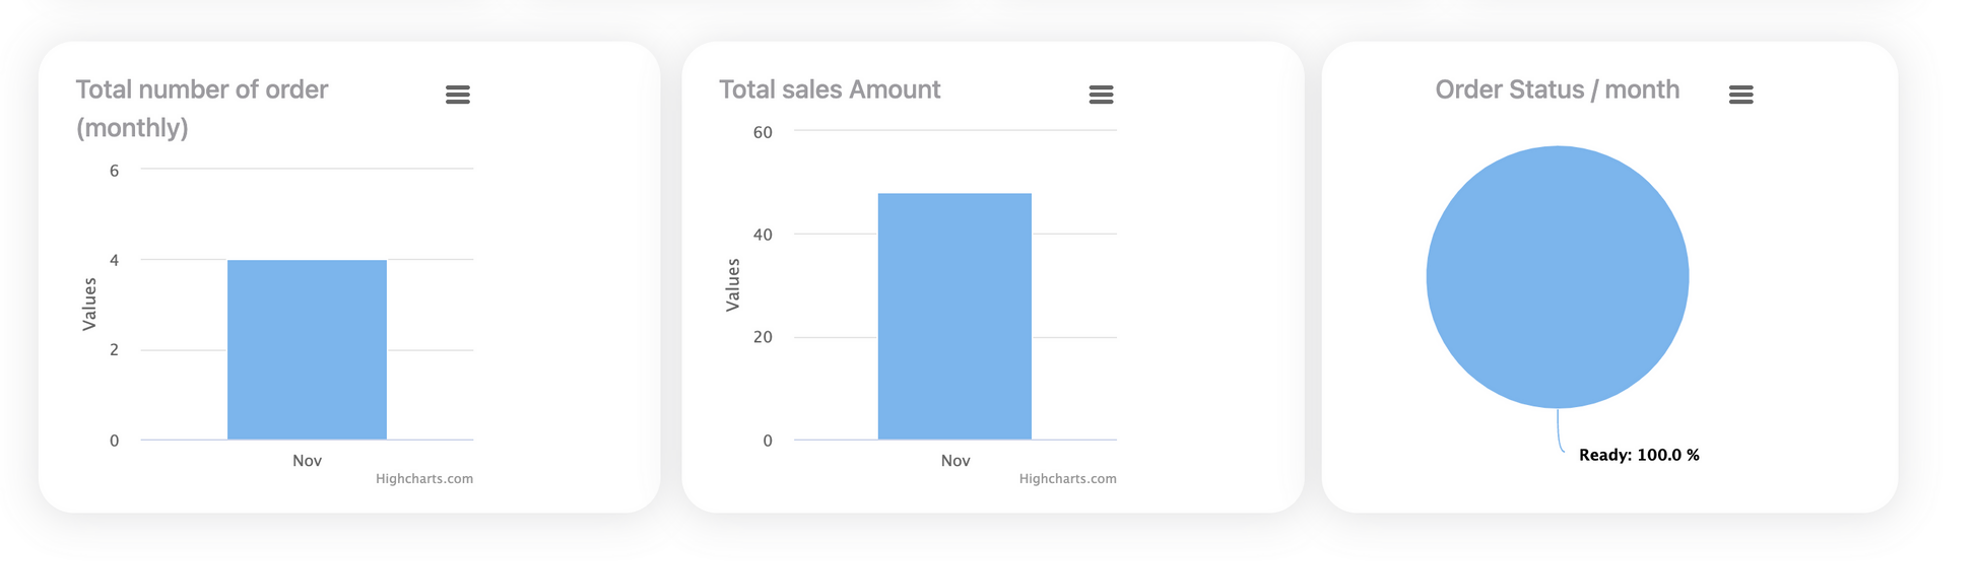 Total number of order
(monthly)
6
4
2
0
Values
Nov
Highcharts.com
Total sales Amount
60
40
20
0
Values
Nov
Highcharts.com
Order Status / month
Ready: 100.0 %